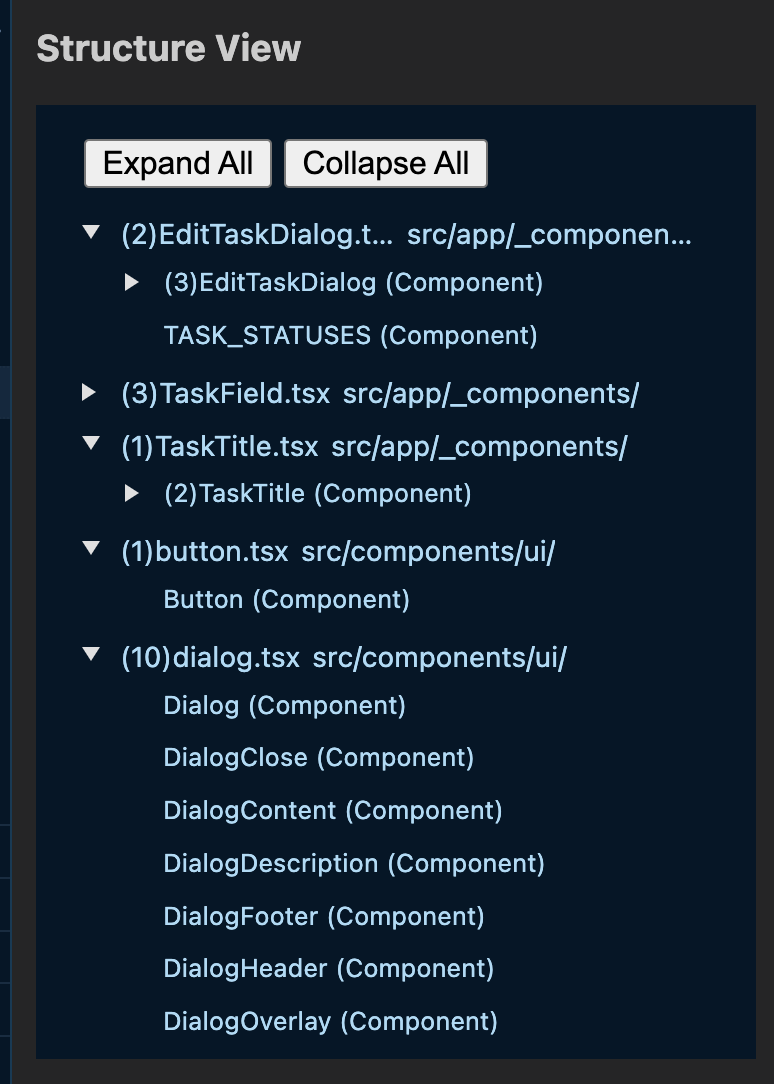 Structure View
Expand All Collapse All
(2)EditTaskDialog.t... src/app/_componen...
(3)EditTaskDialog (Component)
TASK_STATUSES (Component)
(3)TaskField.tsx src/app/_components/
(1)TaskTitle.tsx src/app/_components/
(2)TaskTitle (Component)
(1)button.tsx src/components/ui/
Button (Component)
(10)dialog.tsx src/components/ui/
Dialog (Component)
DialogClose (Component)
DialogContent (Component)
DialogDescription (Component)
DialogFooter (Component)
DialogHeader (Component)
DialogOverlay (Component)